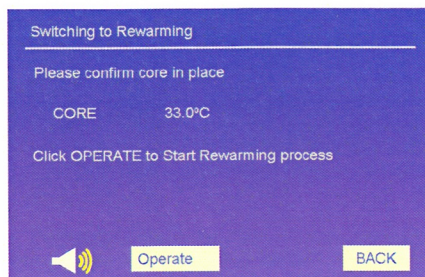 Switching to Rewarming
Please confirm core in place
CORE 33.0ºC
Click OPERATE to Start Rewarming process
Operate BACK